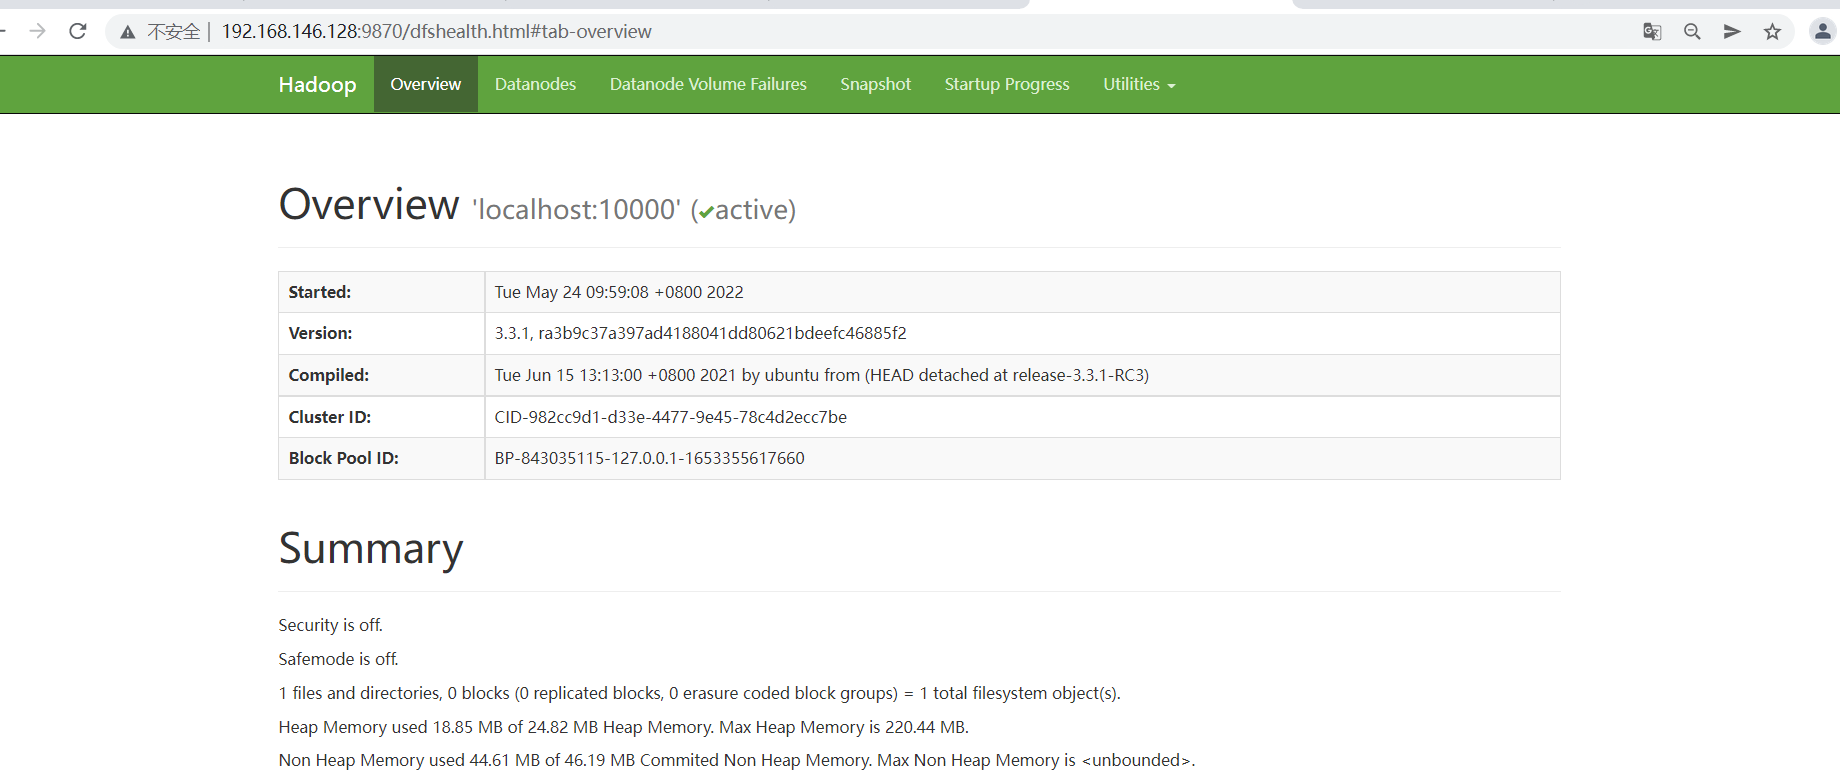 不安全 | 192.168.146.128:9870/dfshealth.html#tab-overview
Hadoop Overview Datanodes Datanode Volume Failures Snapshot Startup Progress Utilities
Overview 'localhost:10000' (✔active)
Started: Tue May 24 09:59:08 +0800 2022
Version: 3.3.1, ra3b9c37a397ad4188041dd80621bdeefc46885f2
Compiled: Tue Jun 15 13:13:00 +0800 2021 by ubuntu from (HEAD detached at release-3.3.1-RC3)
Cluster ID: CID-982cc9d1-d33e-4477-9e45-78c4d2ecc7be
Block Pool ID: BP-843035115-127.0.0.1-1653355617660
Summary
Security is off.
Safemode is off.
1 files and directories, 0 blocks (0 replicated blocks, 0 erasure coded block groups) = 1 total filesystem object(s).
Heap Memory used 18.85 MB of 24.82 MB Heap Memory. Max Heap Memory is 220.44 MB.
Non Heap Memory used 44.61 MB of 46.19 MB Commited Non Heap Memory. Max Non Heap Memory is <unbounded>.